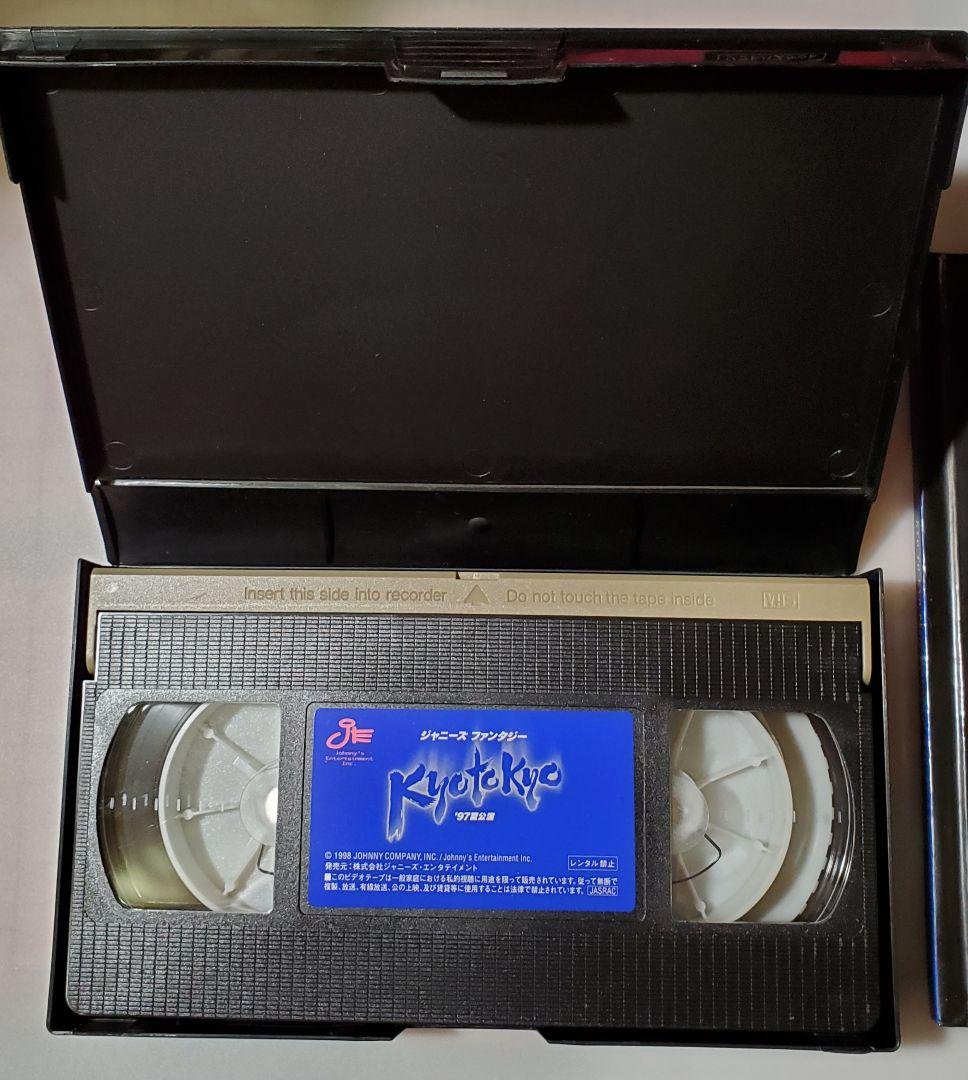 Insert this side into recorder Do not touch the tape inside VHS
JE
Johnny's
Entertainment
Inc.
ジャニーズ ファンタジー
KyotoKyo
'97夏公演
© 1998 JOHNNY COMPANY, INC. / Johnny's Entertainment Inc.
発売元：株式会社ジャニーズ・エンタテイメント
レンタル禁止
■このビデオテープは一般家庭における私的視聴に用途を限って販売されています。従って無断で
複製、放送、有線放送、公の上映、及び賃貸等に使用することは法律で禁止されています。
JASRAC